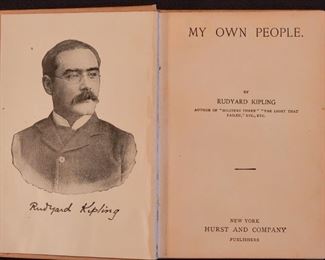 Rudyard Kipling
MY OWN PEOPLE.
BY
RUDYARD KIPLING
AUTHOR OF "SOLDIERS THREE" "THE LIGHT THAT
FAILED," ETC., ETC.
NEW YORK
HURST AND COMPANY
PUBLISHERS